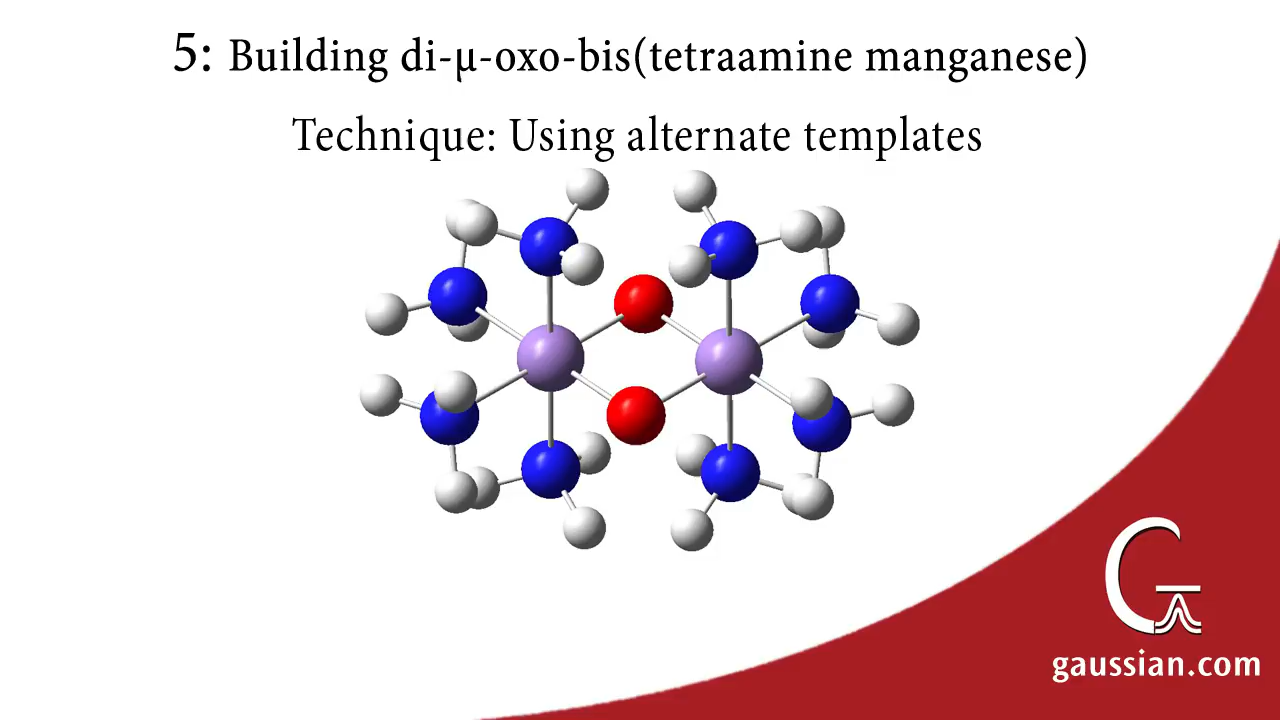 5: Building di-µ-oxo-bis(tetraamine manganese)
Technique: Using alternate templates
gaussian.com